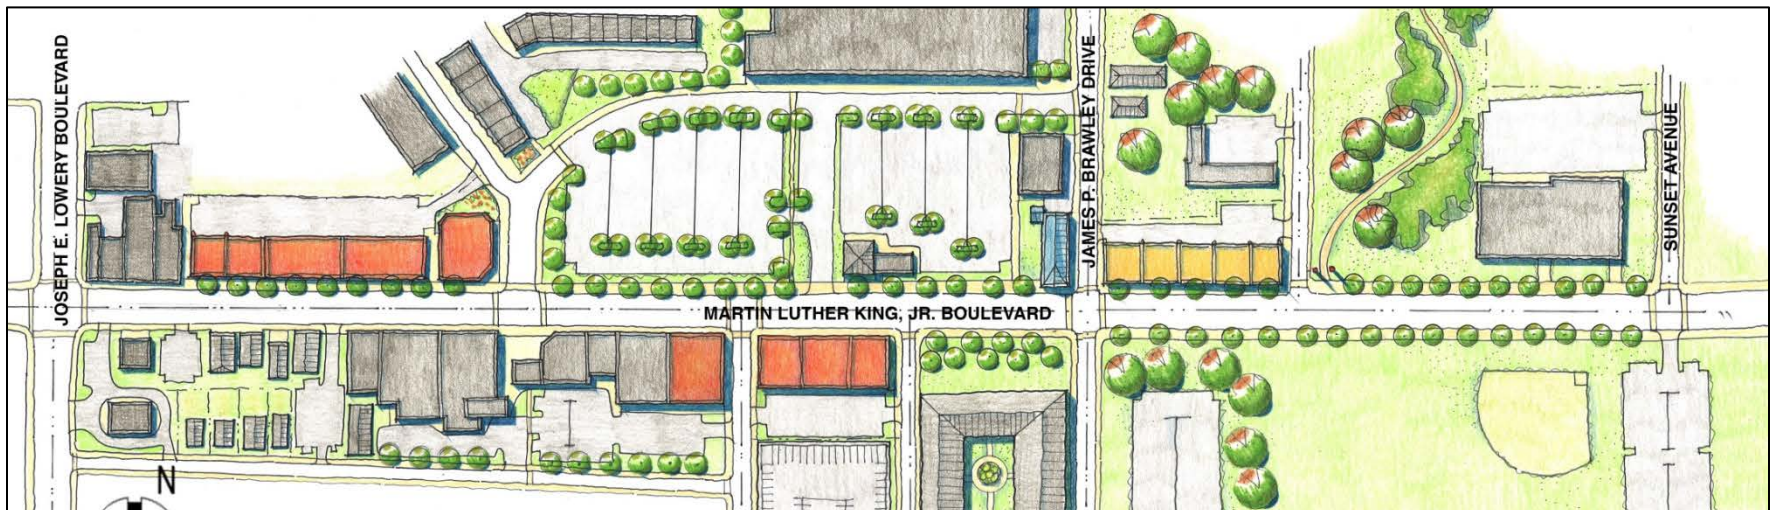 JOSEPH E. LOWERY BOULEVARD
JAMES P. BRAWLEY DRIVE
SUNSET AVENUE
MARTIN LUTHER KING, JR. BOULEVARD
N